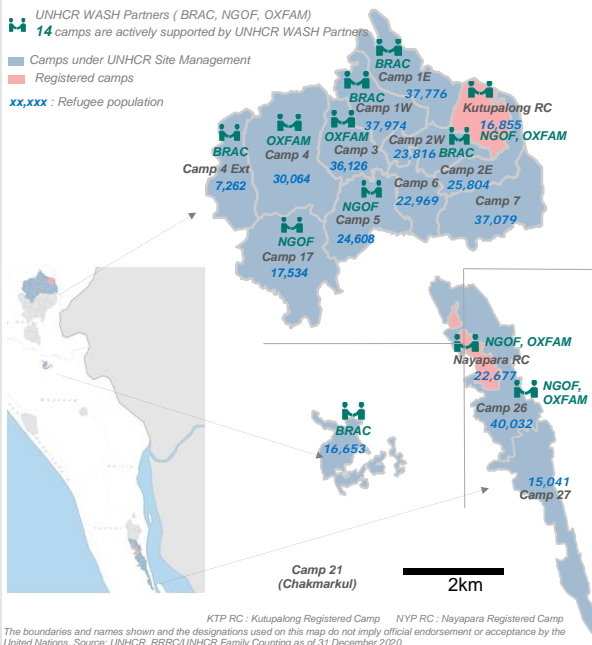 UNHCR WASH Partners ( BRAC, NGOF, OXFAM)
14 camps are actively supported by UNHCR WASH Partners
Camps under UNHCR Site Management
Registered camps
xx,xxx : Refugee population
BRAC
Camp 1E
37,776
BRAC
Camp 1W
37,974
Kutupalong RC
16,855
NGOF, OXFAM
OXFAM
Camp 4
30,064
OXFAM
Camp 3
36,126
Camp 2W
23,816
BRAC
Camp 2E
25,804
BRAC
Camp 4 Ext
7,262
NGOF
Camp 5
24,608
Camp 6
22,969
Camp 7
37,079
NGOF
Camp 17
17,534
NGOF, OXFAM
Nayapara RC
22,677
NGOF,
OXFAM
Camp 26
40,032
BRAC
16,653
15,041
Camp 27
Camp 21
(Chakmarkul)
2km
KTP RC : Kutupalong Registered Camp NYP RC : Nayapara Registered Camp
The boundaries and names shown and the designations used on this map do not imply official endorsement or acceptance by the
United Nations. Source: UNHCR, RRRC/UNHCR Family Counting as of 31 December 2020